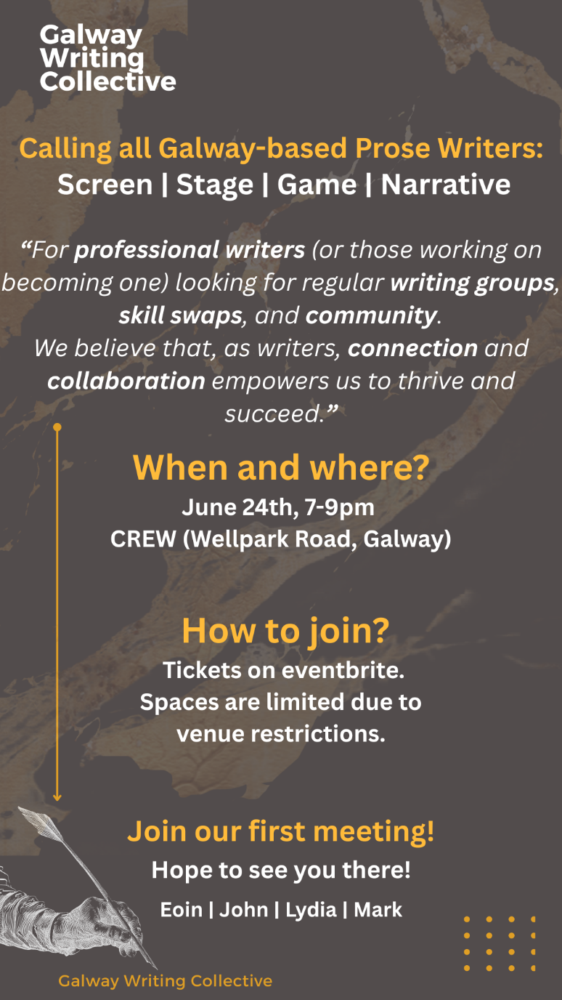 Galway
Writing
Collective
Calling all Galway-based Prose Writers:
Screen | Stage | Game | Narrative
“For professional writers (or those working on
becoming one) looking for regular writing groups,
skill swaps, and community.
We believe that, as writers, connection and
collaboration empowers us to thrive and
succeed.”
When and where?
June 24th, 7-9pm
CREW (Wellpark Road, Galway)
How to join?
Tickets on eventbrite.
Spaces are limited due to
venue restrictions.
Join our first meeting!
Hope to see you there!
Eoin | John | Lydia | Mark
Galway Writing Collective